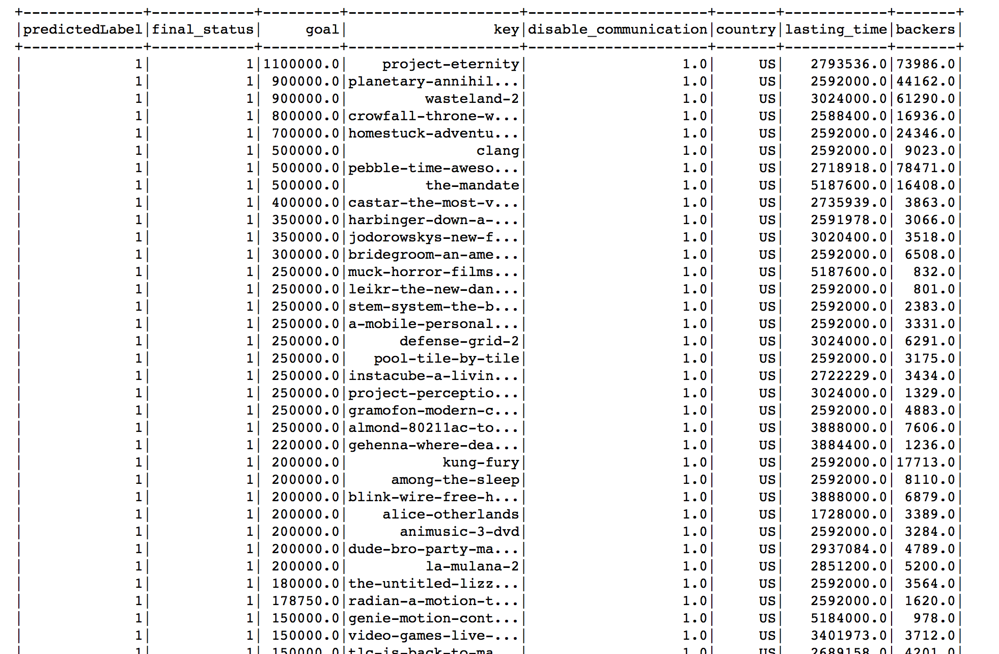 +--------------+------------+---------+--------------------+---------------------+-------+------------+-------+
|predictedLabel|final_status|     goal|                 key|disable_communication|country|lasting_time|backers|
+--------------+------------+---------+--------------------+---------------------+-------+------------+-------+
|             1|           1|1100000.0|    project-eternity|                  1.0|     US|   2793536.0|73986.0|
|             1|           1| 900000.0|planetary-annihil...|                  1.0|     US|   2592000.0|44162.0|
|             1|           1| 900000.0|         wasteland-2|                  1.0|     US|   3024000.0|61290.0|
|             1|           1| 800000.0|crowfall-throne-w...|                  1.0|     US|   2588400.0|16936.0|
|             1|           1| 700000.0|homestuck-adventu...|                  1.0|     US|   2592000.0|24346.0|
|             1|           1| 500000.0|               clang|                  1.0|     US|   2592000.0| 9023.0|
|             1|           1| 500000.0|pebble-time-aweso...|                  1.0|     US|   2718918.0|78471.0|
|             1|           1| 500000.0|         the-mandate|                  1.0|     US|   5187600.0|16408.0|
|             1|           1| 400000.0|castar-the-most-v...|                  1.0|     US|   2735939.0| 3863.0|
|             1|           1| 350000.0|harbinger-down-a-...|                  1.0|     US|   2591978.0| 3066.0|
|             1|           1| 350000.0|jodorowskys-new-f...|                  1.0|     US|   3020400.0| 3518.0|
|             1|           1| 300000.0|bridegroom-an-ame...|                  1.0|     US|   2592000.0| 6508.0|
|             1|           1| 250000.0|muck-horror-films...|                  1.0|     US|   5187600.0|  832.0|
|             1|           1| 250000.0|leikr-the-new-dan...|                  1.0|     US|   2592000.0|  801.0|
|             1|           1| 250000.0|stem-system-the-b...|                  1.0|     US|   2592000.0| 2383.0|
|             1|           1| 250000.0|a-mobile-personal...|                  1.0|     US|   2592000.0| 3331.0|
|             1|           1| 250000.0|      defense-grid-2|                  1.0|     US|   3024000.0| 6291.0|
|             1|           1| 250000.0|   pool-tile-by-tile|                  1.0|     US|   2592000.0| 3175.0|
|             1|           1| 250000.0|instacube-a-livin...|                  1.0|     US|   2722229.0| 3434.0|
|             1|           1| 250000.0|project-perceptio...|                  1.0|     US|   3024000.0| 1329.0|
|             1|           1| 250000.0|gramofon-modern-c...|                  1.0|     US|   2592000.0| 4883.0|
|             1|           1| 250000.0|almond-80211ac-to...|                  1.0|     US|   3888000.0| 7606.0|
|             1|           1| 220000.0|gehenna-where-dea...|                  1.0|     US|   3884400.0| 1236.0|
|             1|           1| 200000.0|           kung-fury|                  1.0|     US|   2592000.0|17713.0|
|             1|           1| 200000.0|     among-the-sleep|                  1.0|     US|   2592000.0| 8110.0|
|             1|           1| 200000.0|blink-wire-free-h...|                  1.0|     US|   3888000.0| 6879.0|
|             1|           1| 200000.0|    alice-otherlands|                  1.0|     US|   1728000.0| 3389.0|
|             1|           1| 200000.0|      animusic-3-dvd|                  1.0|     US|   2592000.0| 3284.0|
|             1|           1| 200000.0|dude-bro-party-ma...|                  1.0|     US|   2937084.0| 4789.0|
|             1|           1| 200000.0|         la-mulana-2|                  1.0|     US|   2851200.0| 5200.0|
|             1|           1| 180000.0|the-untitled-lizz...|                  1.0|     US|   2592000.0| 3564.0|
|             1|           1| 178750.0|radian-a-motion-t...|                  1.0|     US|   2592000.0| 1620.0|
|             1|           1| 150000.0|genie-motion-cont...|                  1.0|     US|   5184000.0|  978.0|
|             1|           1| 150000.0|video-games-live-...|                  1.0|     US|   3401973.0| 3712.0|
|             1|           1| 150000.0|tlc-is-back-to-ma...|                  1.0|     US|   2689158.0| 4201.0|